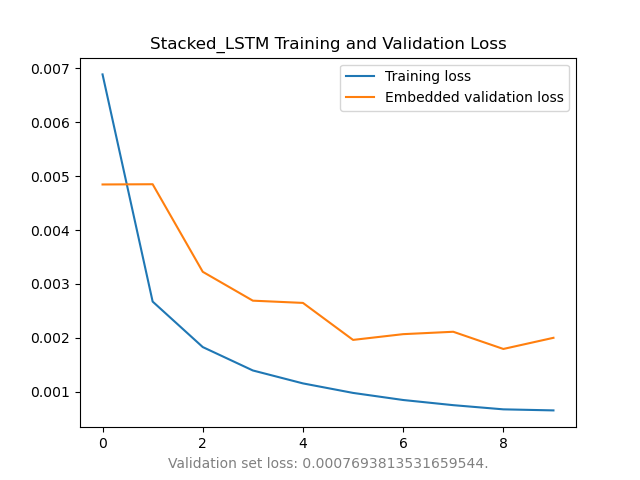 Stacked_LSTM Training and Validation Loss
Training loss
Embedded validation loss
0.007
0.006
0.005
0.004
0.003
0.002
0.001
0 2 4 6 8
Validation set loss: 0.0007693813531659544.